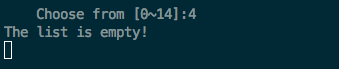 Choose from [0~14]:4
The list is empty!